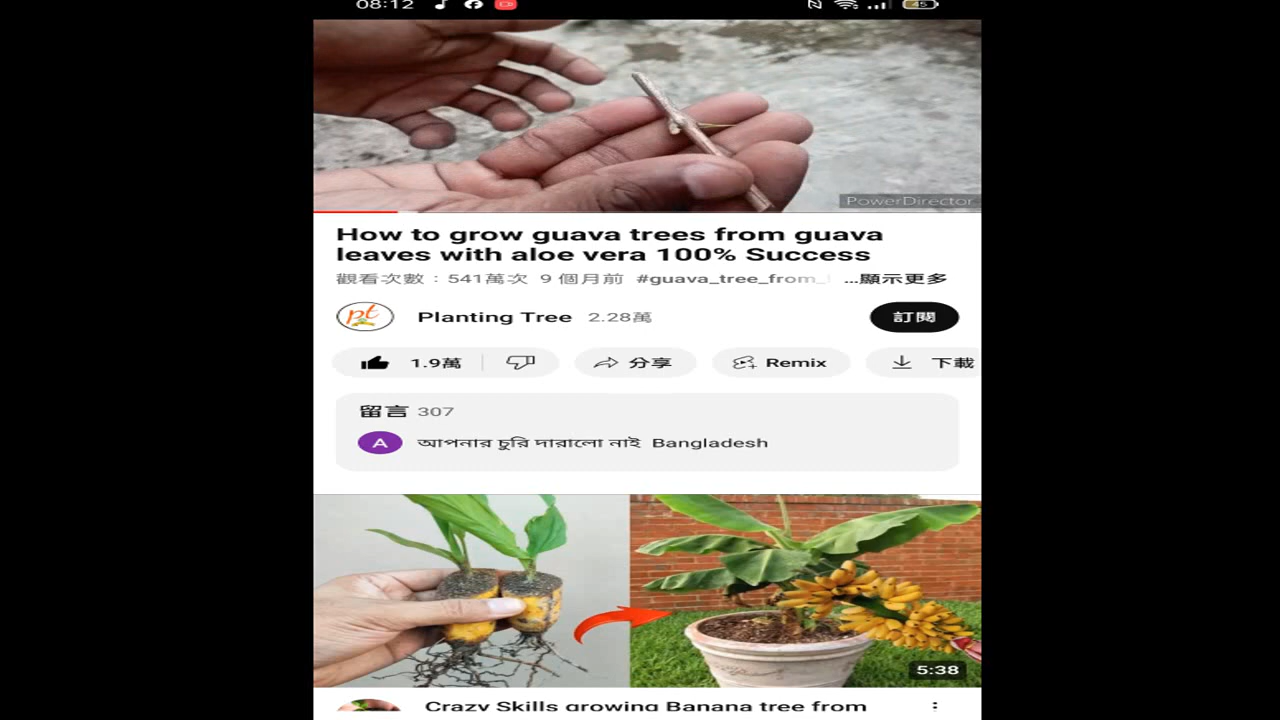 08:12
45
PowerDirector
How to grow guava trees from guava
leaves with aloe vera 100% Success
觀看次數：541萬次 9 個月前 #guava_tree_from_ ...顯示更多
pt Planting Tree 2.28萬 訂閱
1.9萬 分享 Remix 下載
留言 307
A আপনার চুরি দারালো নাই Bangladesh
5:38
Crazy Skills growing Banana tree from